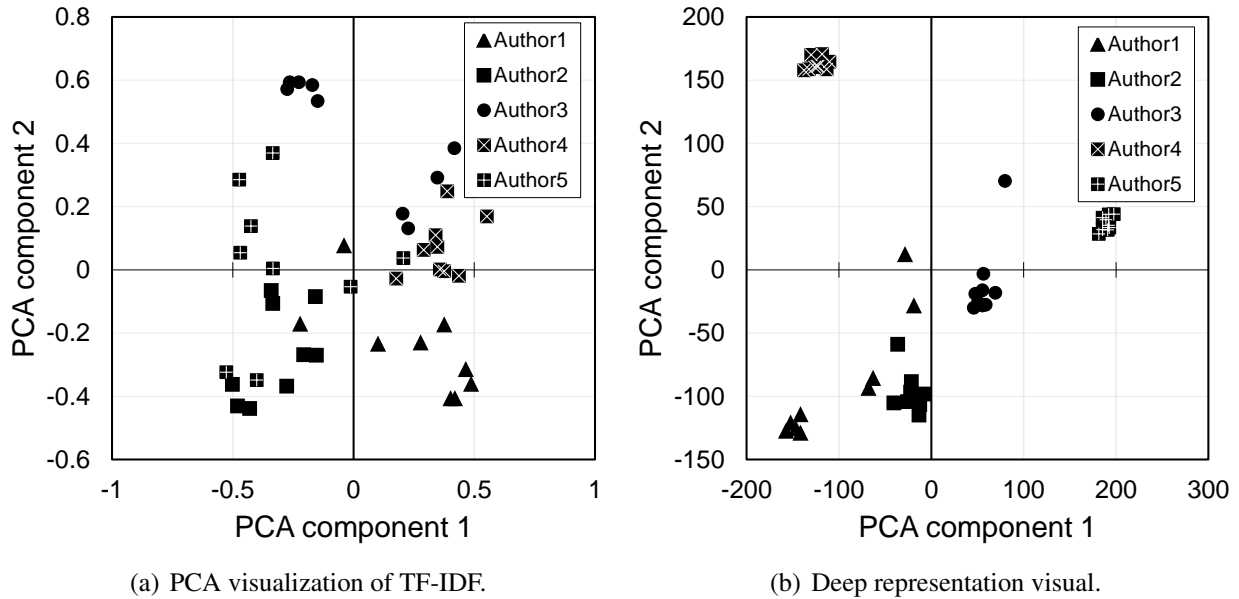 0.8
0.6
0.4
0.2
0
-0.2
-0.4
-0.6
-1
-0.5
0
0.5
1
PCA component 2
PCA component 1
Author1
Author2
Author3
Author4
Author5
(a) PCA visualization of TF-IDF.
200
150
100
50
0
-50
-100
-150
-200
-100
0
100
200
300
PCA component 2
PCA component 1
Author1
Author2
Author3
Author4
Author5
(b) Deep representation visual.